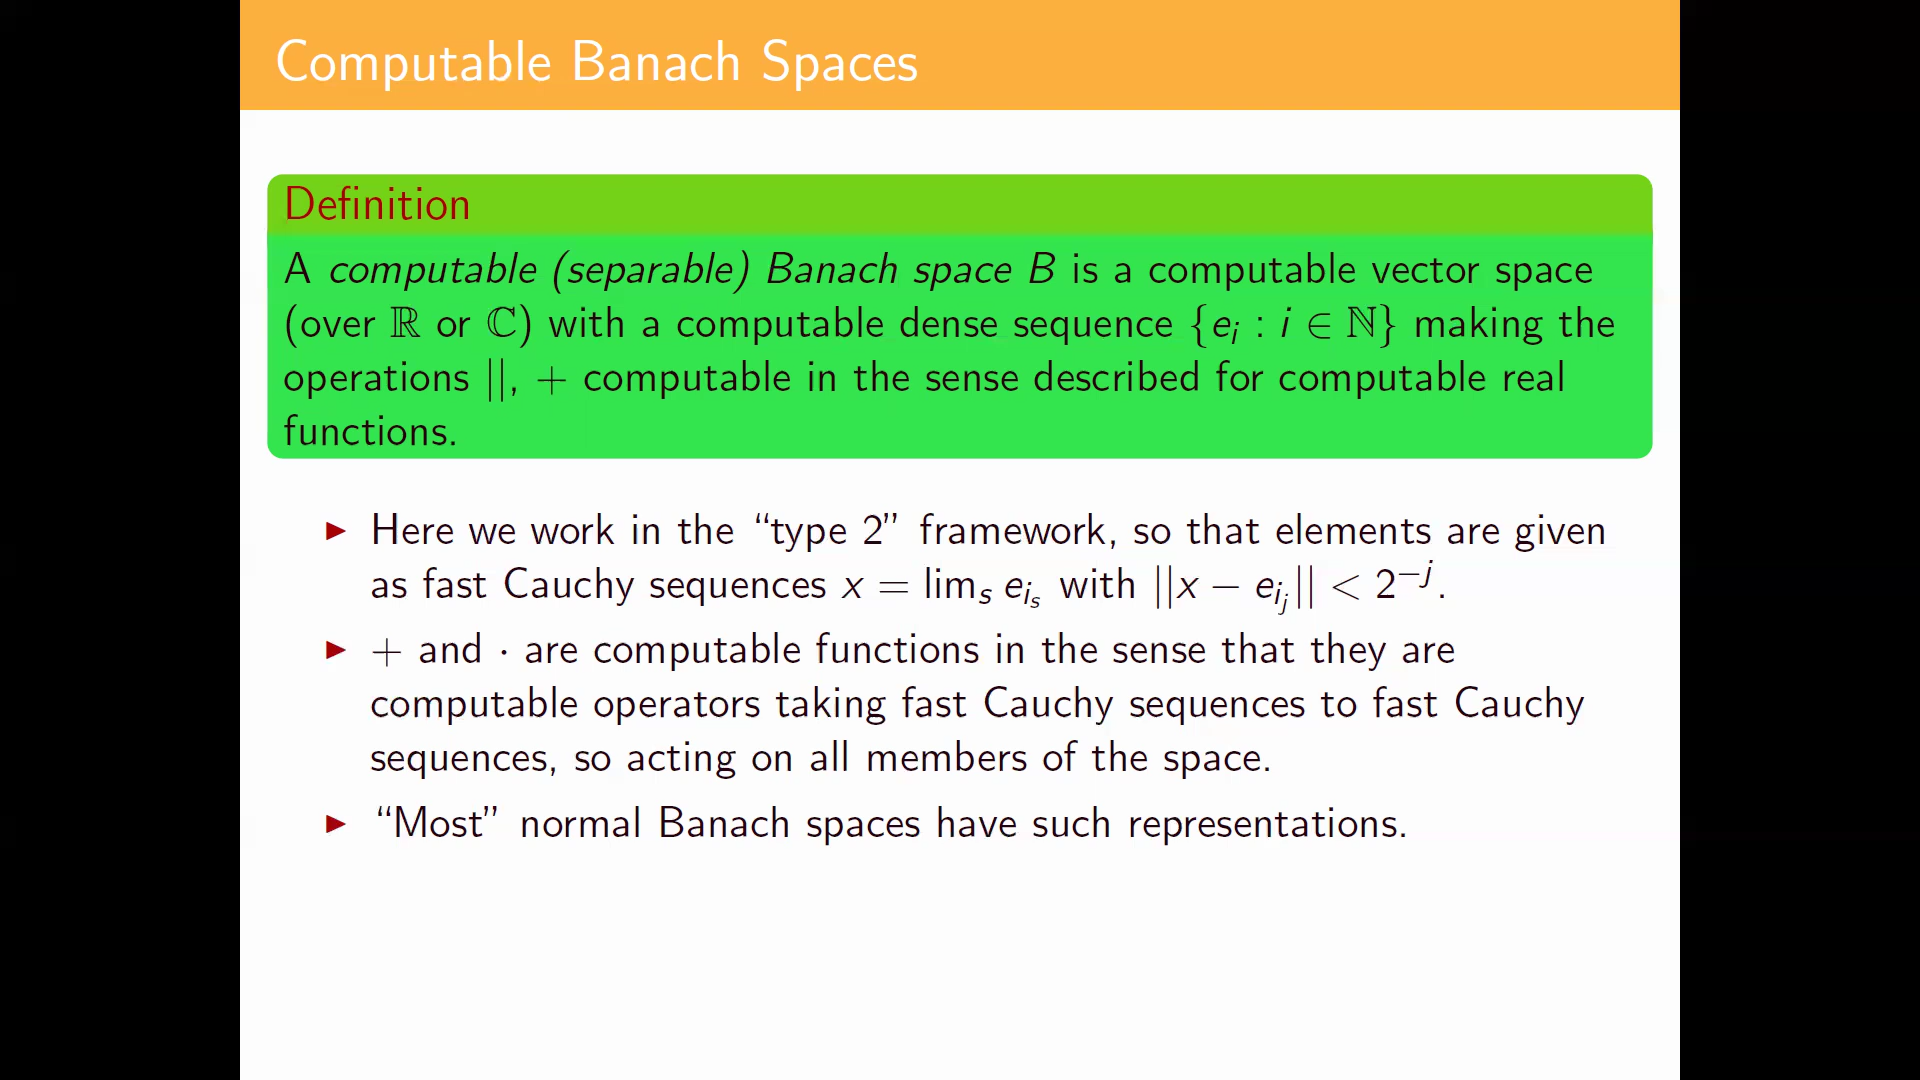 Computable Banach Spaces
Definition
A computable (separable) Banach space B is a computable vector space
(over ℝ or ℂ) with a computable dense sequence {e_i : i ∈ ℕ} making the
operations ||, + computable in the sense described for computable real
functions.
▶ Here we work in the “type 2” framework, so that elements are given
as fast Cauchy sequences x = lim_s e_{i_s} with ||x − e_{i_j}|| < 2^{−j}.
▶ + and · are computable functions in the sense that they are
computable operators taking fast Cauchy sequences to fast Cauchy
sequences, so acting on all members of the space.
▶ “Most” normal Banach spaces have such representations.